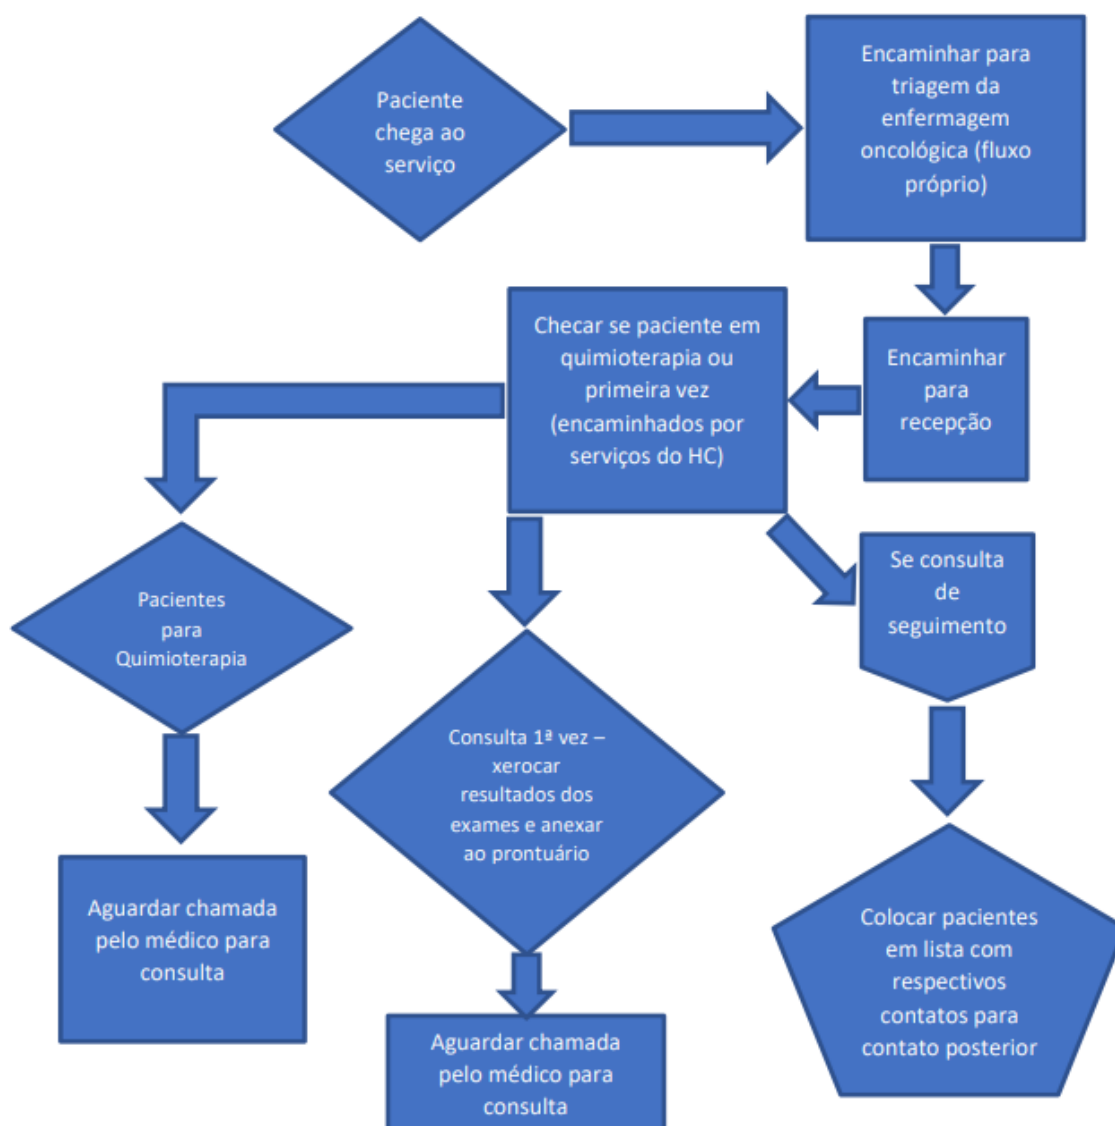 Paciente
chega ao
serviço
Encaminhar para
triagem da
enfermagem
oncológica (fluxo
próprio)
Encaminhar
para
recepção
Checar se paciente em
quimioterapia ou
primeira vez
(encaminhados por
serviços do HC)
Pacientes
para
Quimioterapia
Aguardar chamada
pelo médico para
consulta
Consulta 1ª vez –
xerocar
resultados dos
exames e anexar
ao prontuário
Aguardar chamada
pelo médico para
consulta
Se consulta
de
seguimento
Colocar pacientes
em lista com
respectivos
contatos para
contato posterior